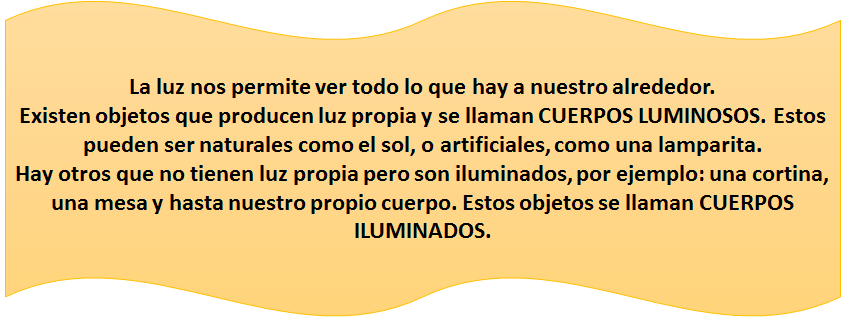 La luz nos permite ver todo lo que hay a nuestro alrededor.
Existen objetos que producen luz propia y se llaman CUERPOS LUMINOSOS. Estos
pueden ser naturales como el sol, o artificiales, como una lamparita.
Hay otros que no tienen luz propia pero son iluminados, por ejemplo: una cortina,
una mesa y hasta nuestro propio cuerpo. Estos objetos se llaman CUERPOS
ILUMINADOS.